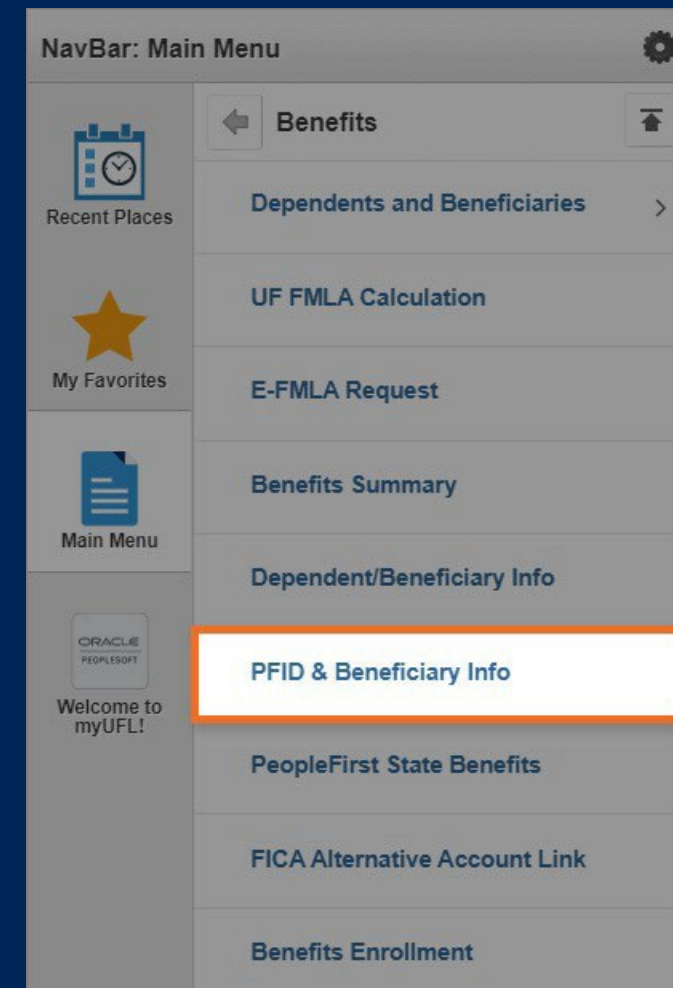 NavBar: Main Menu
Benefits
Recent Places
My Favorites
Main Menu
ORACLE
PEOPLESOFT
Welcome to
myUFL!
Dependents and Beneficiaries
UF FMLA Calculation
E-FMLA Request
Benefits Summary
Dependent/Beneficiary Info
PFID & Beneficiary Info
PeopleFirst State Benefits
FICA Alternative Account Link
Benefits Enrollment